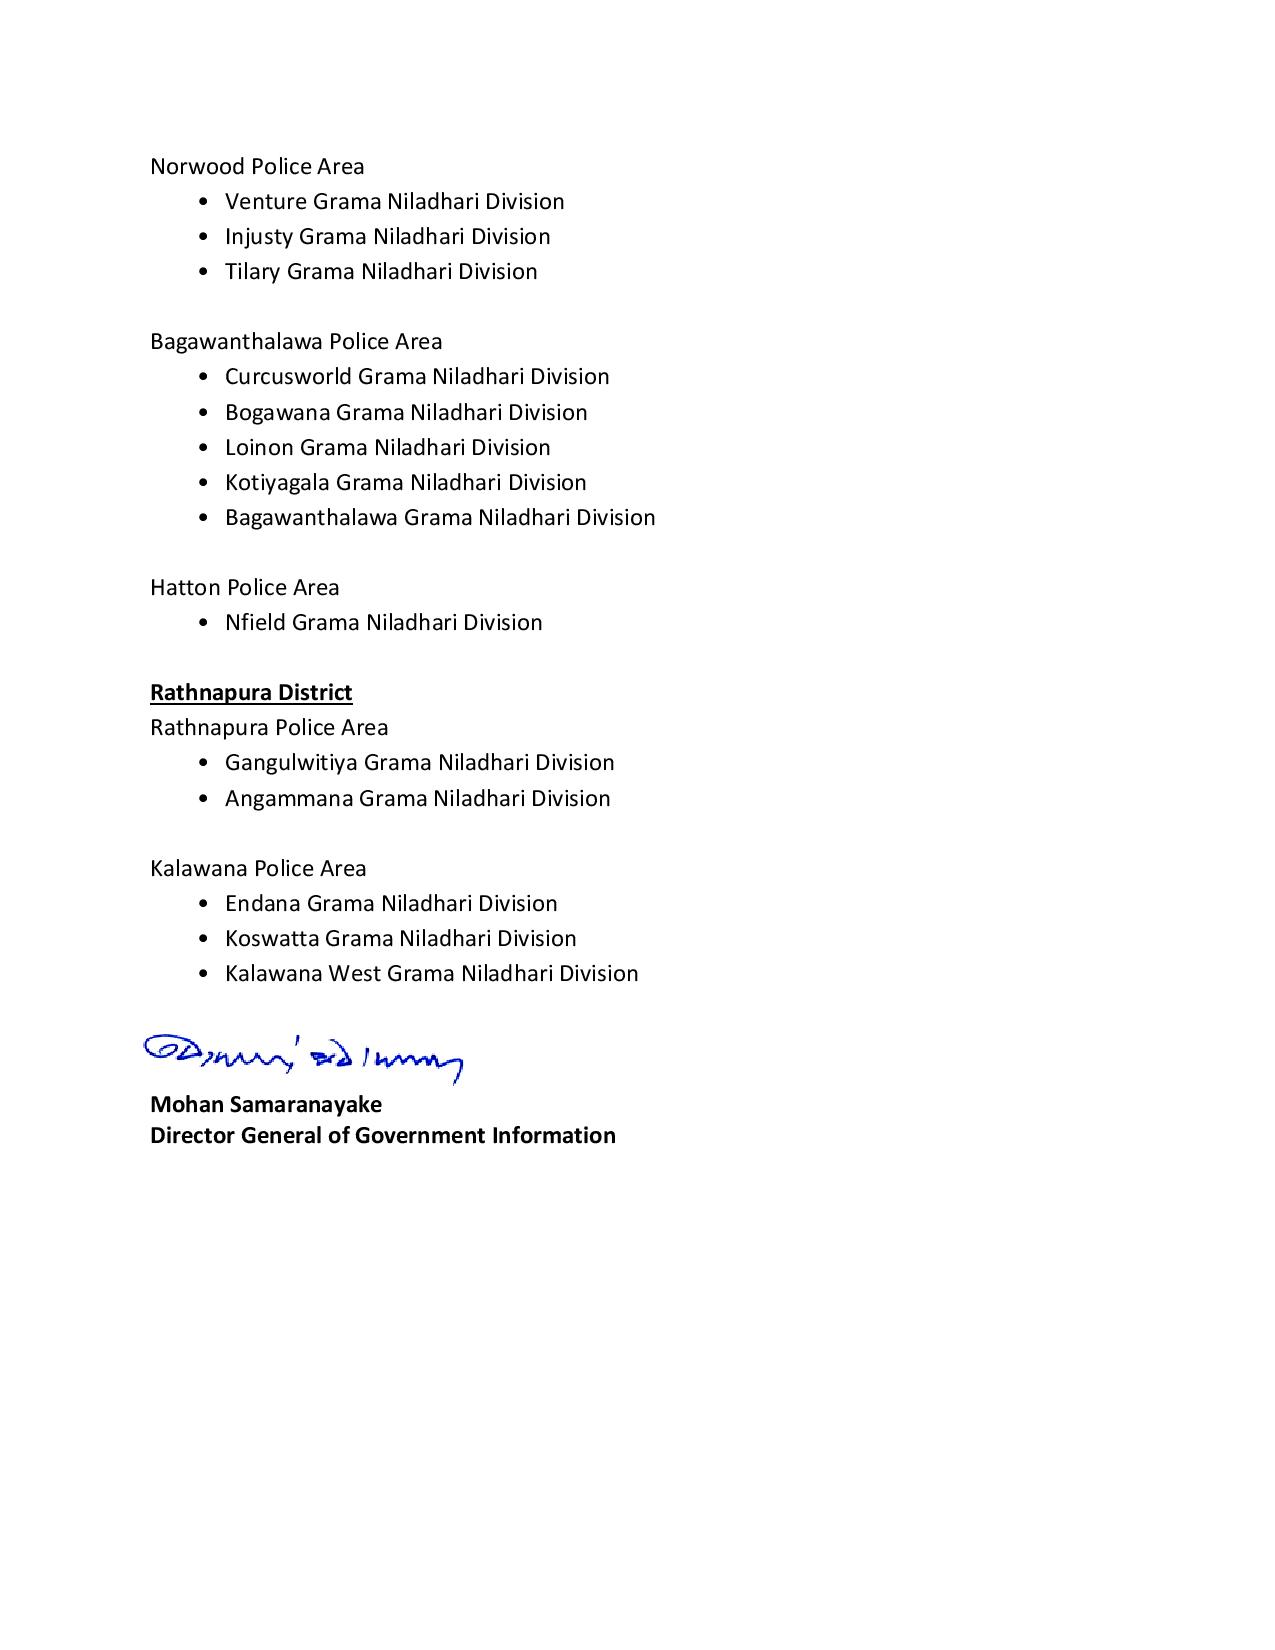 Norwood Police Area
• Venture Grama Niladhari Division
• Injusty Grama Niladhari Division
• Tilary Grama Niladhari Division
Bagawanthalawa Police Area
• Curcusworld Grama Niladhari Division
• Bogawana Grama Niladhari Division
• Loinon Grama Niladhari Division
• Kotiyagala Grama Niladhari Division
• Bagawanthalawa Grama Niladhari Division
Hatton Police Area
• Nfield Grama Niladhari Division
Rathnapura District
Rathnapura Police Area
• Gangulwitiya Grama Niladhari Division
• Angammana Grama Niladhari Division
Kalawana Police Area
• Endana Grama Niladhari Division
• Koswatta Grama Niladhari Division
• Kalawana West Grama Niladhari Division
Mohan Samaranayake
Director General of Government Information